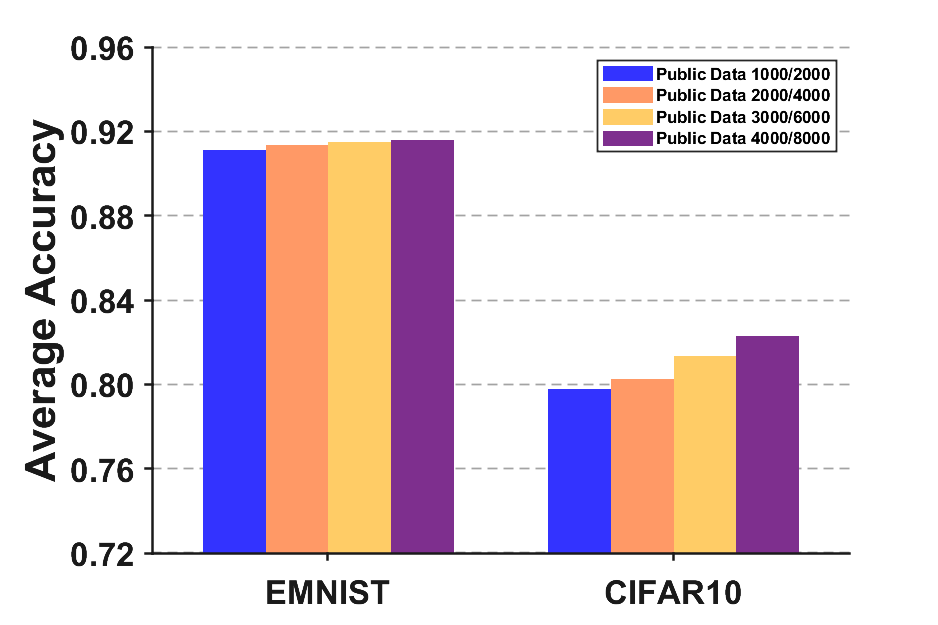 Average Accuracy
0.96
0.92
0.88
0.84
0.80
0.76
0.72
Public Data 1000/2000
Public Data 2000/4000
Public Data 3000/6000
Public Data 4000/8000
EMNIST
CIFAR10